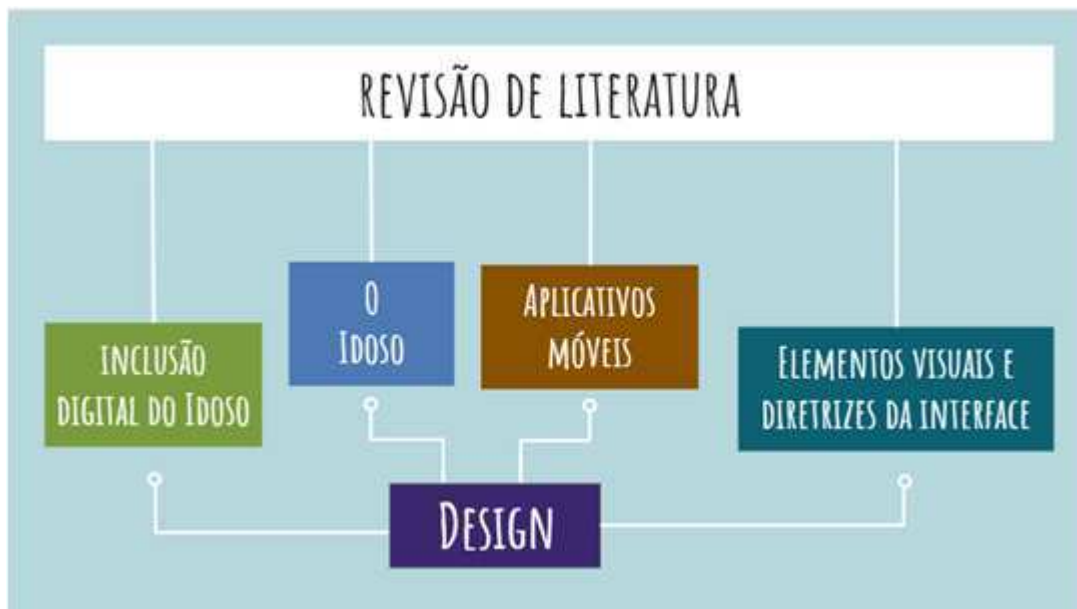 REVISÃO DE LITERATURA
INCLUSÃO
DIGITAL DO IDOSO
O
IDOSO
APLICATIVOS
MÓVEIS
ELEMENTOS VISUAIS E
DIRETRIZES DA INTERFACE
DESIGN